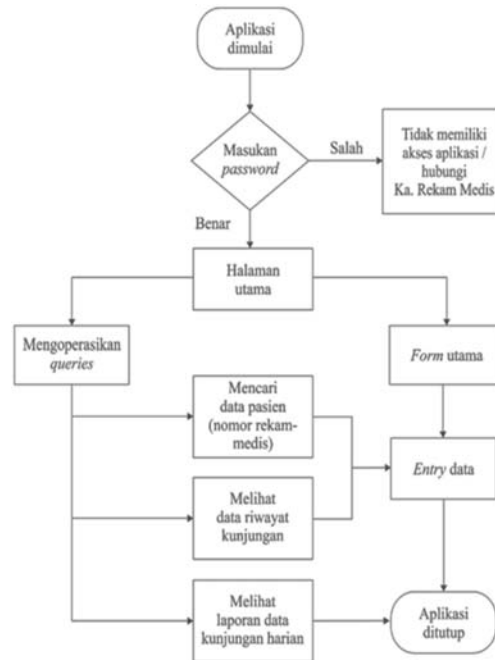 Aplikasi
dimulai
Masukan
password
Salah
Tidak memiliki
akses aplikasi /
hubungi
Ka. Rekam Medis
Benar
Halaman
utama
Mengoperasikan
queries
Form utama
Mencari
data pasien
(nomor rekam-
medis)
Entry data
Melihat
data riwayat
kunjungan
Melihat
laporan data
kunjungan harian
Aplikasi
ditutup